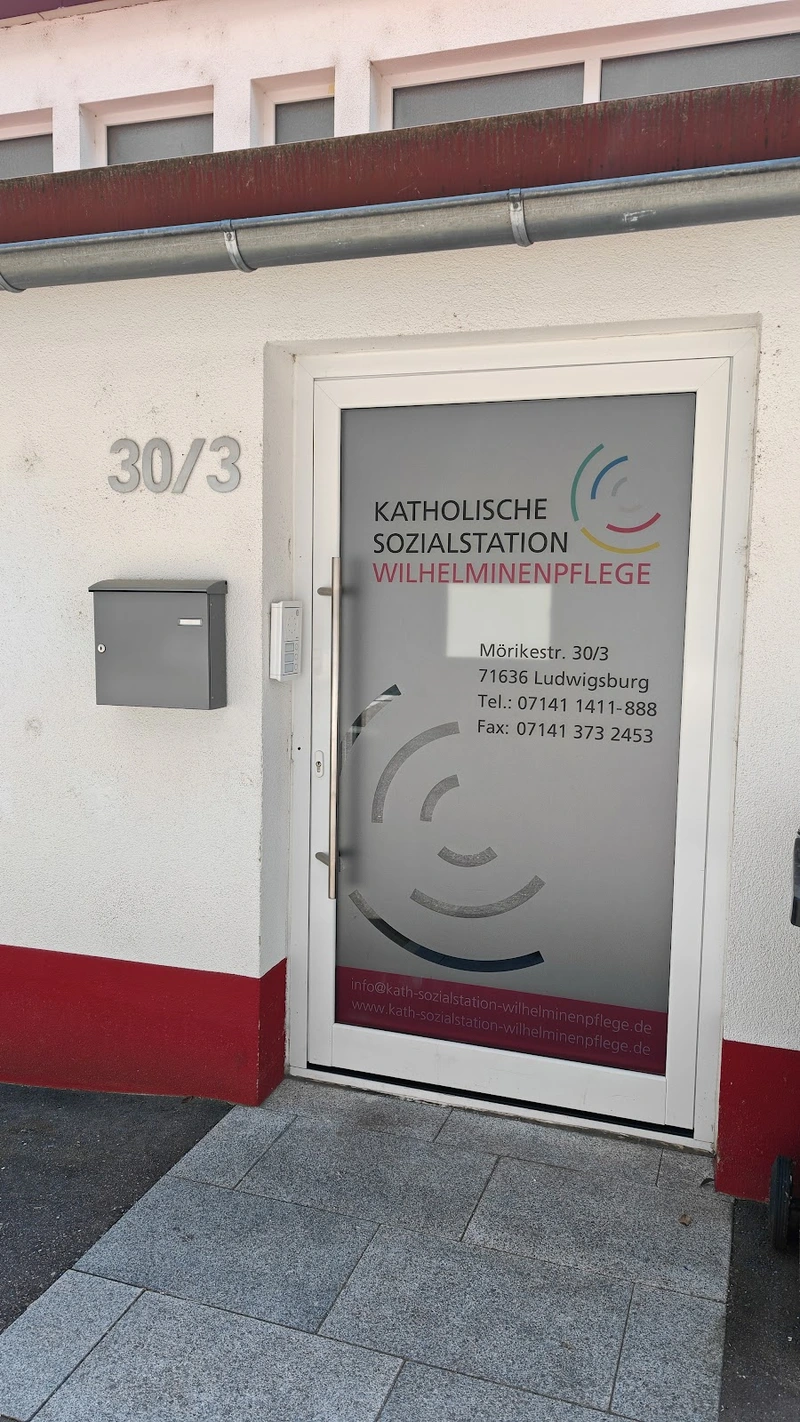 30/3
KATHOLISCHE
SOZIALSTATION
WILHELMINENPFLEGE
Mörikestr. 30/3
71636 Ludwigsburg
Tel.: 07141 1411-888
Fax: 07141 373 2453
info@kath-sozialstation-wilhelminenpflege.de
www.kath-sozialstation-wilhelminenpflege.de